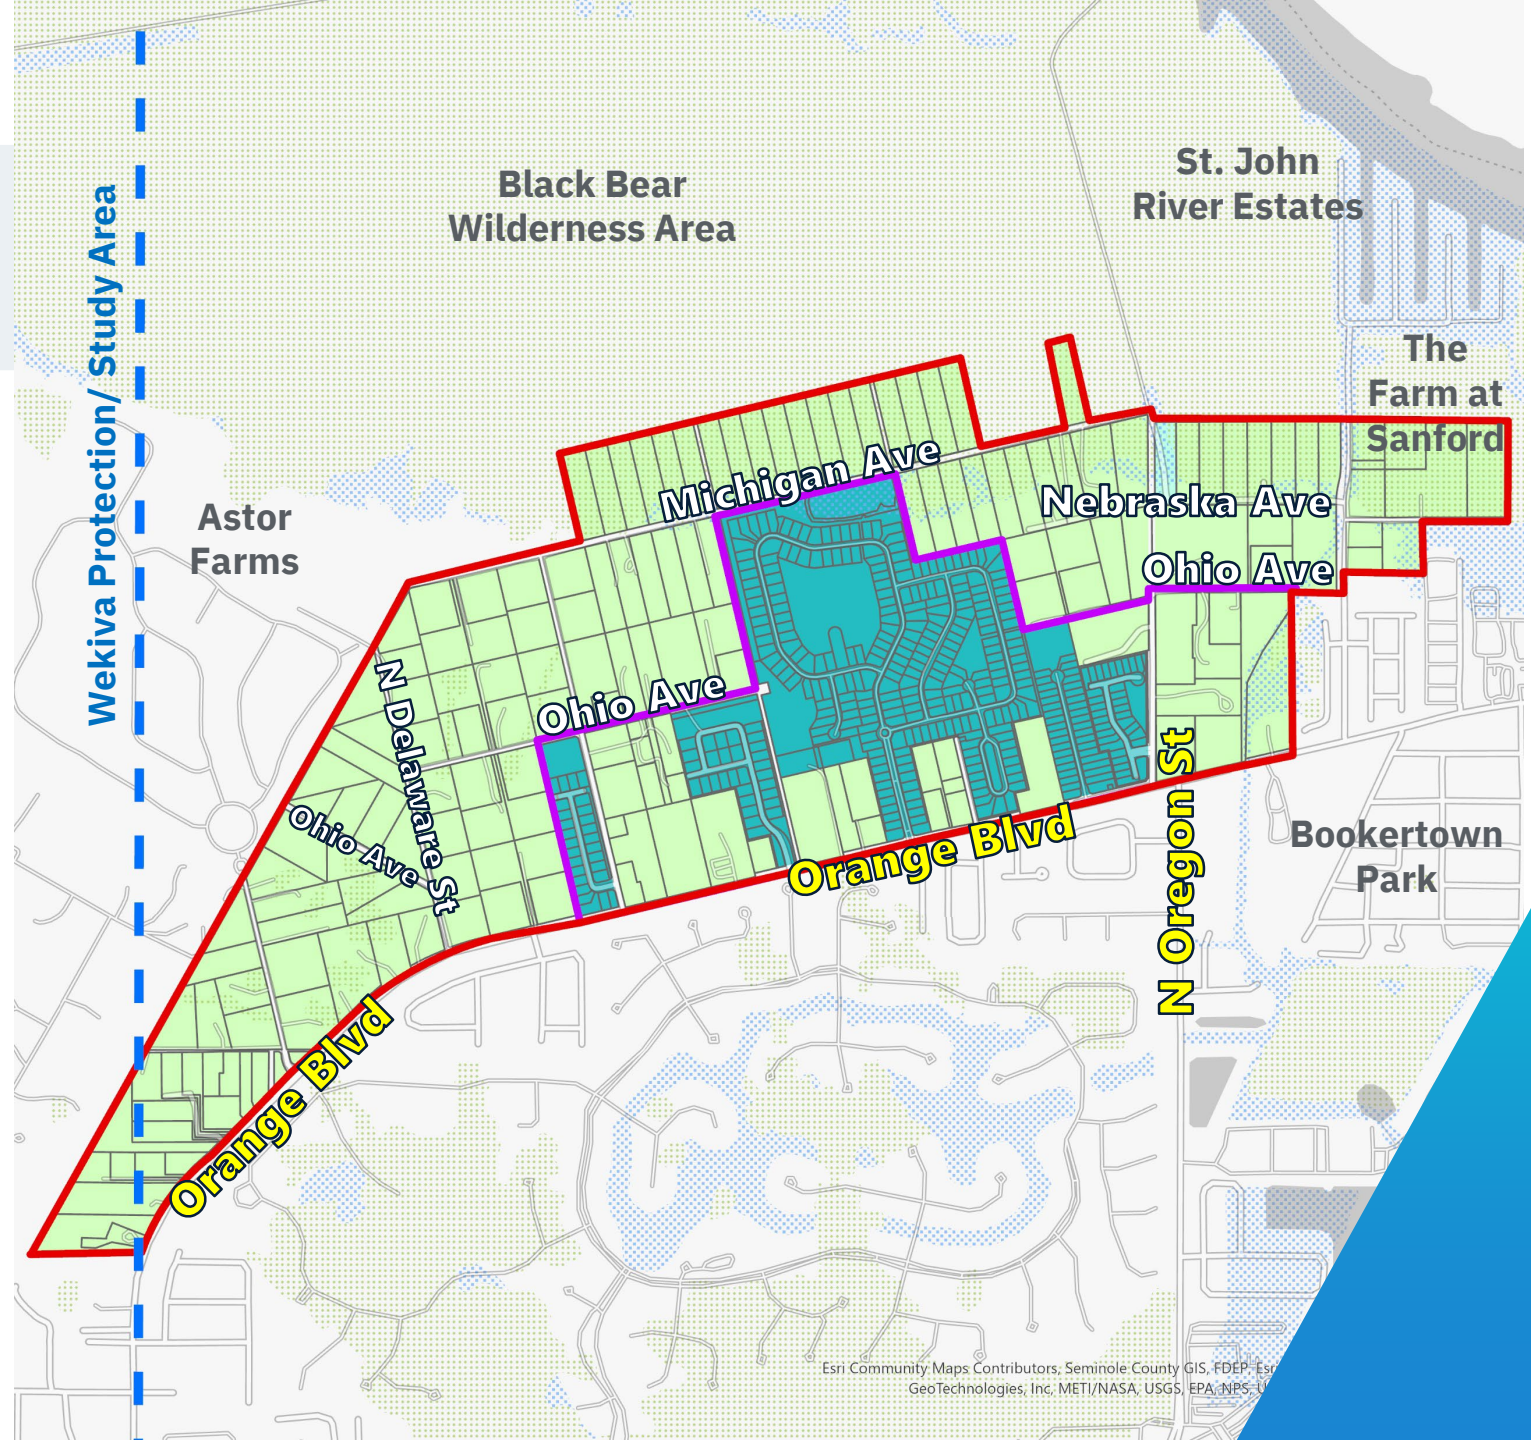 Black Bear
Wilderness Area
St. John
River Estates
Wekiva Protection/ Study Area
The
Farm at
Sanford
Michigan Ave
Nebraska Ave
Astor
Farms
Ohio Ave
N Delaware St
Ohio Ave
Ohio Ave
Orange Blvd
N Oregon St
Bookertown
Park
Orange Blvd
Esri Community Maps Contributors, Seminole County GIS, FDEP, Esri
GeoTechnologies, Inc, METI/NASA, USGS, EPA, NPS,